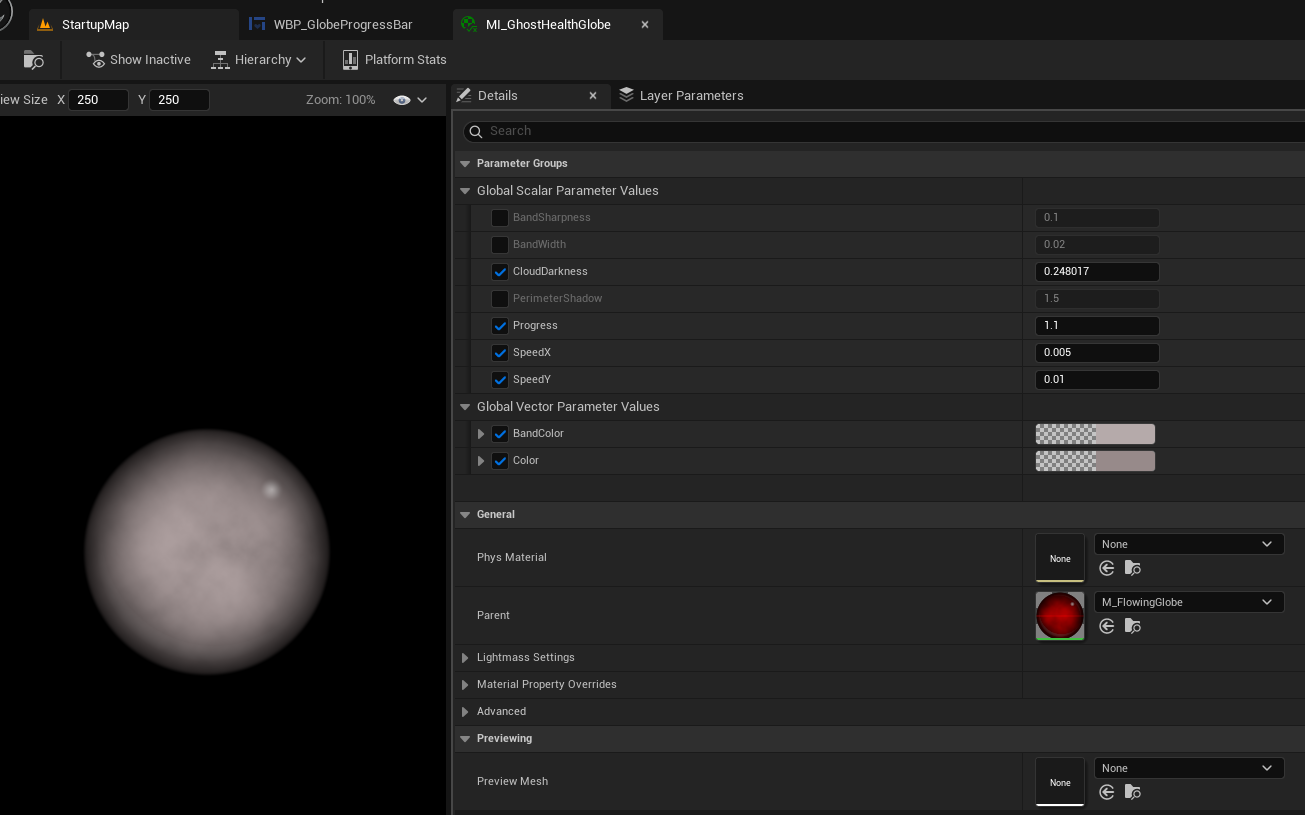 StartupMap
WBP_GlobeProgressBar
MI_GhostHealthGlobe
Show Inactive
Hierarchy
Platform Stats
iew Size X 250 Y 250
Zoom: 100%
Details
Layer Parameters
Search
Parameter Groups
Global Scalar Parameter Values
BandSharpness 0.1
BandWidth 0.02
CloudDarkness 0.248017
PerimeterShadow 1.5
Progress 1.1
SpeedX 0.005
SpeedY 0.01
Global Vector Parameter Values
BandColor
Color
General
Phys Material None None
Parent M_FlowingGlobe
Lightmass Settings
Material Property Overrides
Advanced
Previewing
Preview Mesh None None